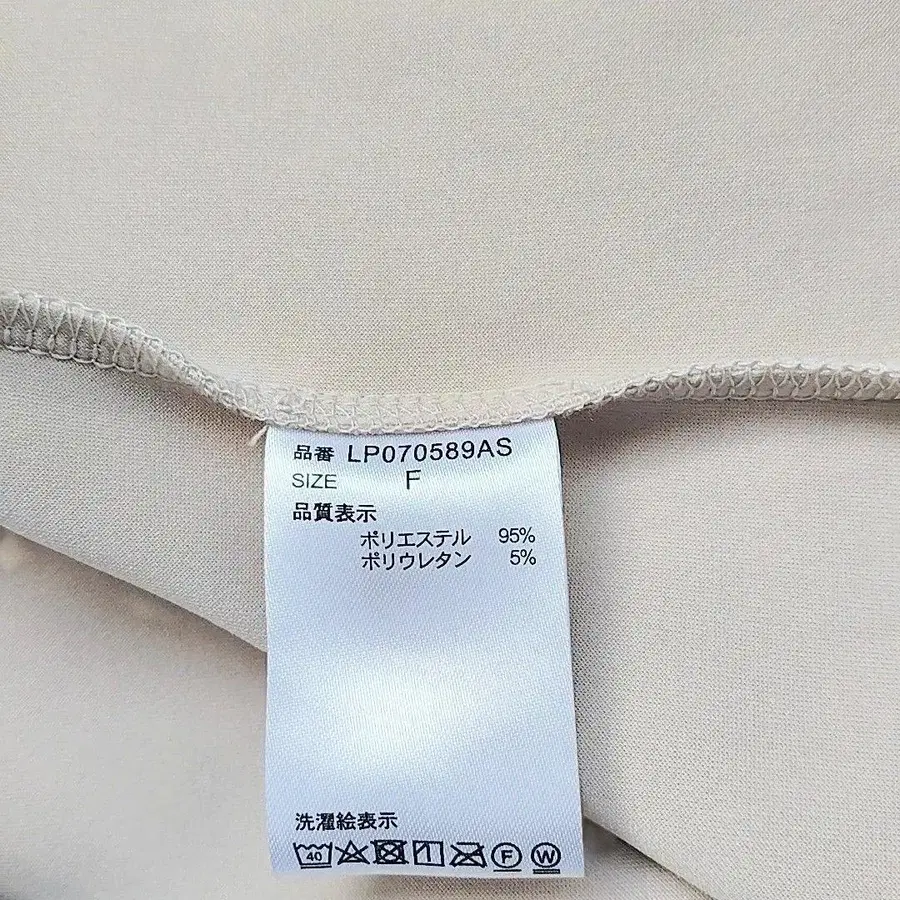 品番 LP070589AS
SIZE F
品質表示
ポリエステル 95%
ポリウレタン 5%
洗濯絵表示
40 F W